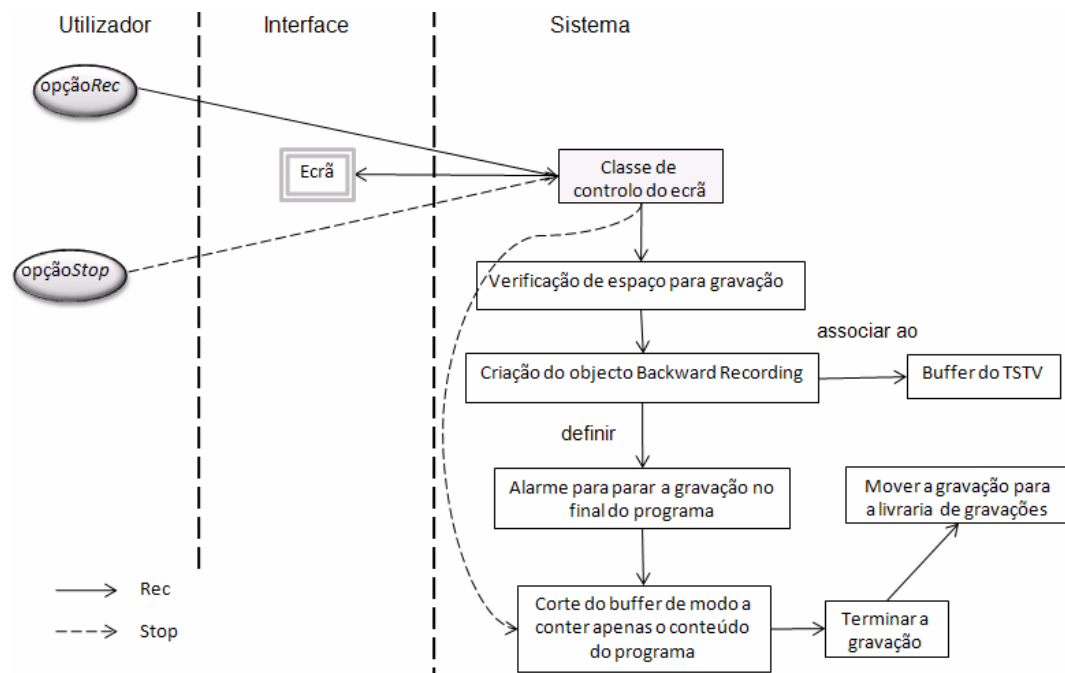 Utilizador
Interface
Sistema
opçãoRec
Ecrã
Classe de
controlo do ecrã
opçãoStop
Verificação de espaço para gravação
associar ao
Criação do objecto Backward Recording
Buffer do TSTV
definir
Alarme para parar a gravação no
final do programa
Mover a gravação para
a livraria de gravações
Rec
Stop
Corte do buffer de modo a
conter apenas o conteúdo
do programa
Terminar a
gravação